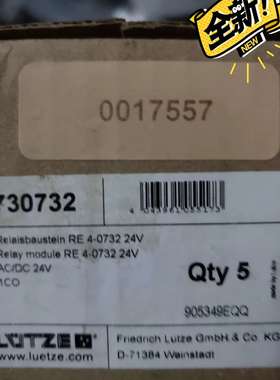 全新
0017557
730732
Relaisbaustein RE 4-0732 24V
Relay module RE 4-0732 24V
AC/DC 24V
1CO
Qty 5
905349EQQ
LÜTZE
www.luetze.com
Friedrich Lütze GmbH & Co. KG
D-71384 Weinstadt